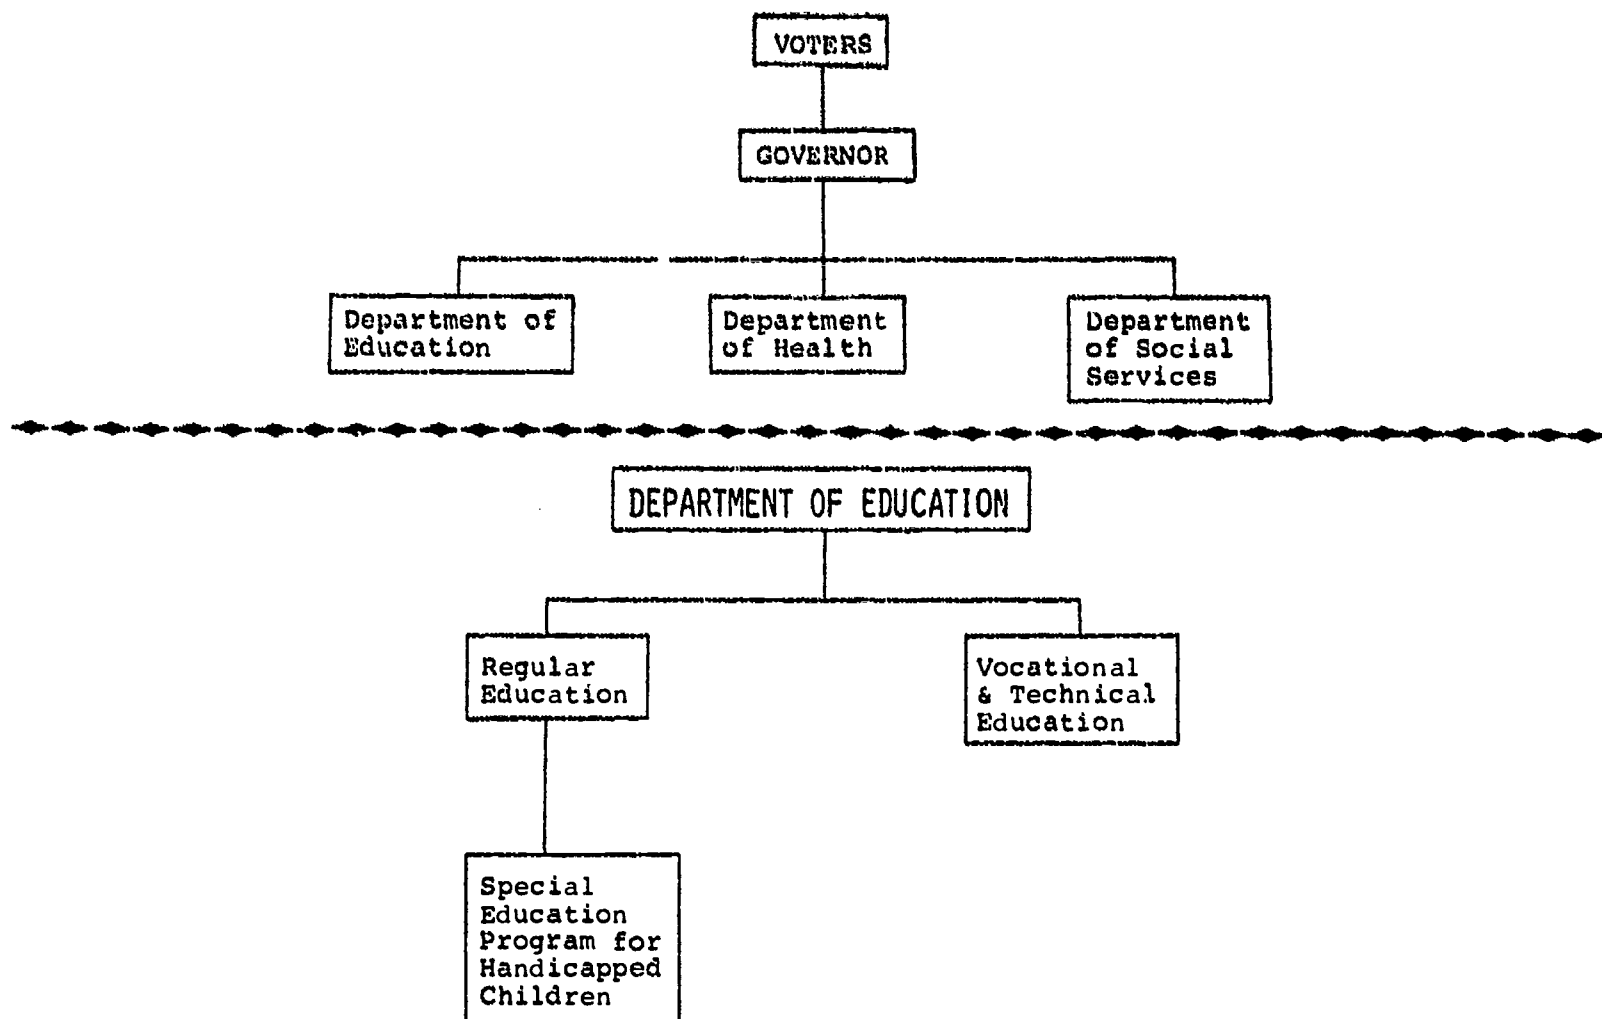 VOTERS
GOVERNOR
Department of
Education
Department
of Health
Department
of Social
Services
DEPARTMENT OF EDUCATION
Regular
Education
Vocational
& Technical
Education
Special
Education
Program for
Handicapped
Children